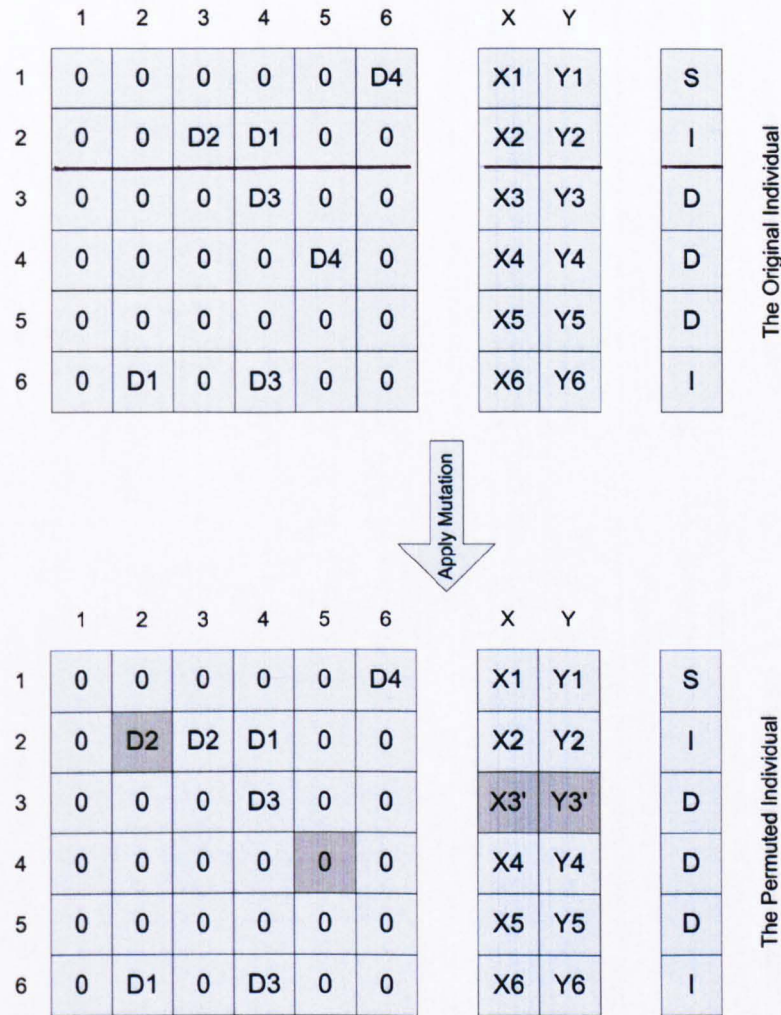 1 2 3 4 5 6 X Y
1 0 0 0 0 0 D4 X1 Y1 S
2 0 0 D2 D1 0 0 X2 Y2 I
3 0 0 0 D3 0 0 X3 Y3 D
4 0 0 0 0 D4 0 X4 Y4 D
5 0 0 0 0 0 0 X5 Y5 D
6 0 D1 0 D3 0 0 X6 Y6 I
The Original Individual
Apply Mutation
1 2 3 4 5 6 X Y
1 0 0 0 0 0 D4 X1 Y1 S
2 0 D2 D2 D1 0 0 X2 Y2 I
3 0 0 0 D3 0 0 X3' Y3' D
4 0 0 0 0 0 0 X4 Y4 D
5 0 0 0 0 0 0 X5 Y5 D
6 0 D1 0 D3 0 0 X6 Y6 I
The Permuted Individual